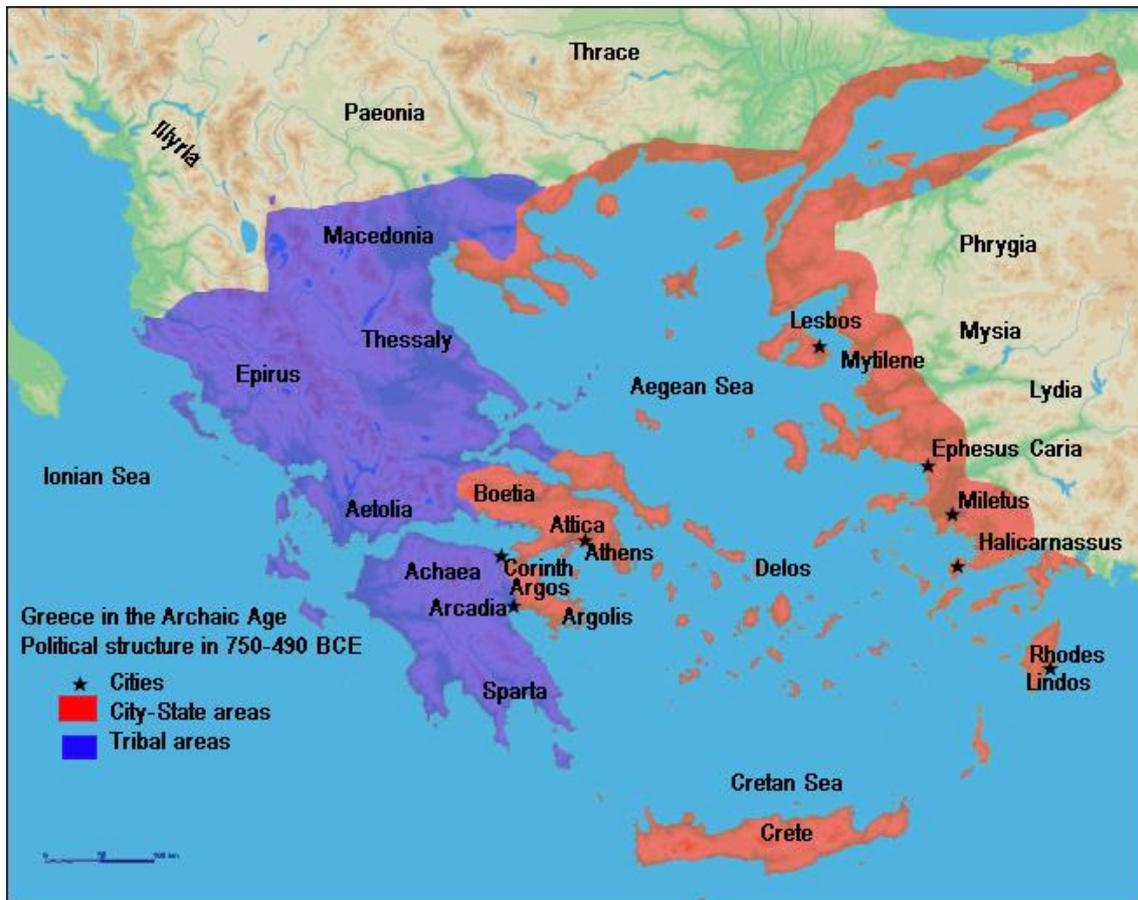 Thrace
Paeonia
Illyria
Macedonia
Phrygia
Lesbos
Mysia
Thessaly
Mytilene
Epirus
Aegean Sea
Lydia
Ephesus Caria
Ionian Sea
Boetia
Miletus
Aetolia
Attica
Athens
Halicarnassus
Corinth
Delos
Achaea
Argos
Arcadia
Argolis
Greece in the Archaic Age
Political structure in 750-490 BCE
Rhodes
Lindos
Cities
Sparta
City-State areas
Tribal areas
Cretan Sea
Crete